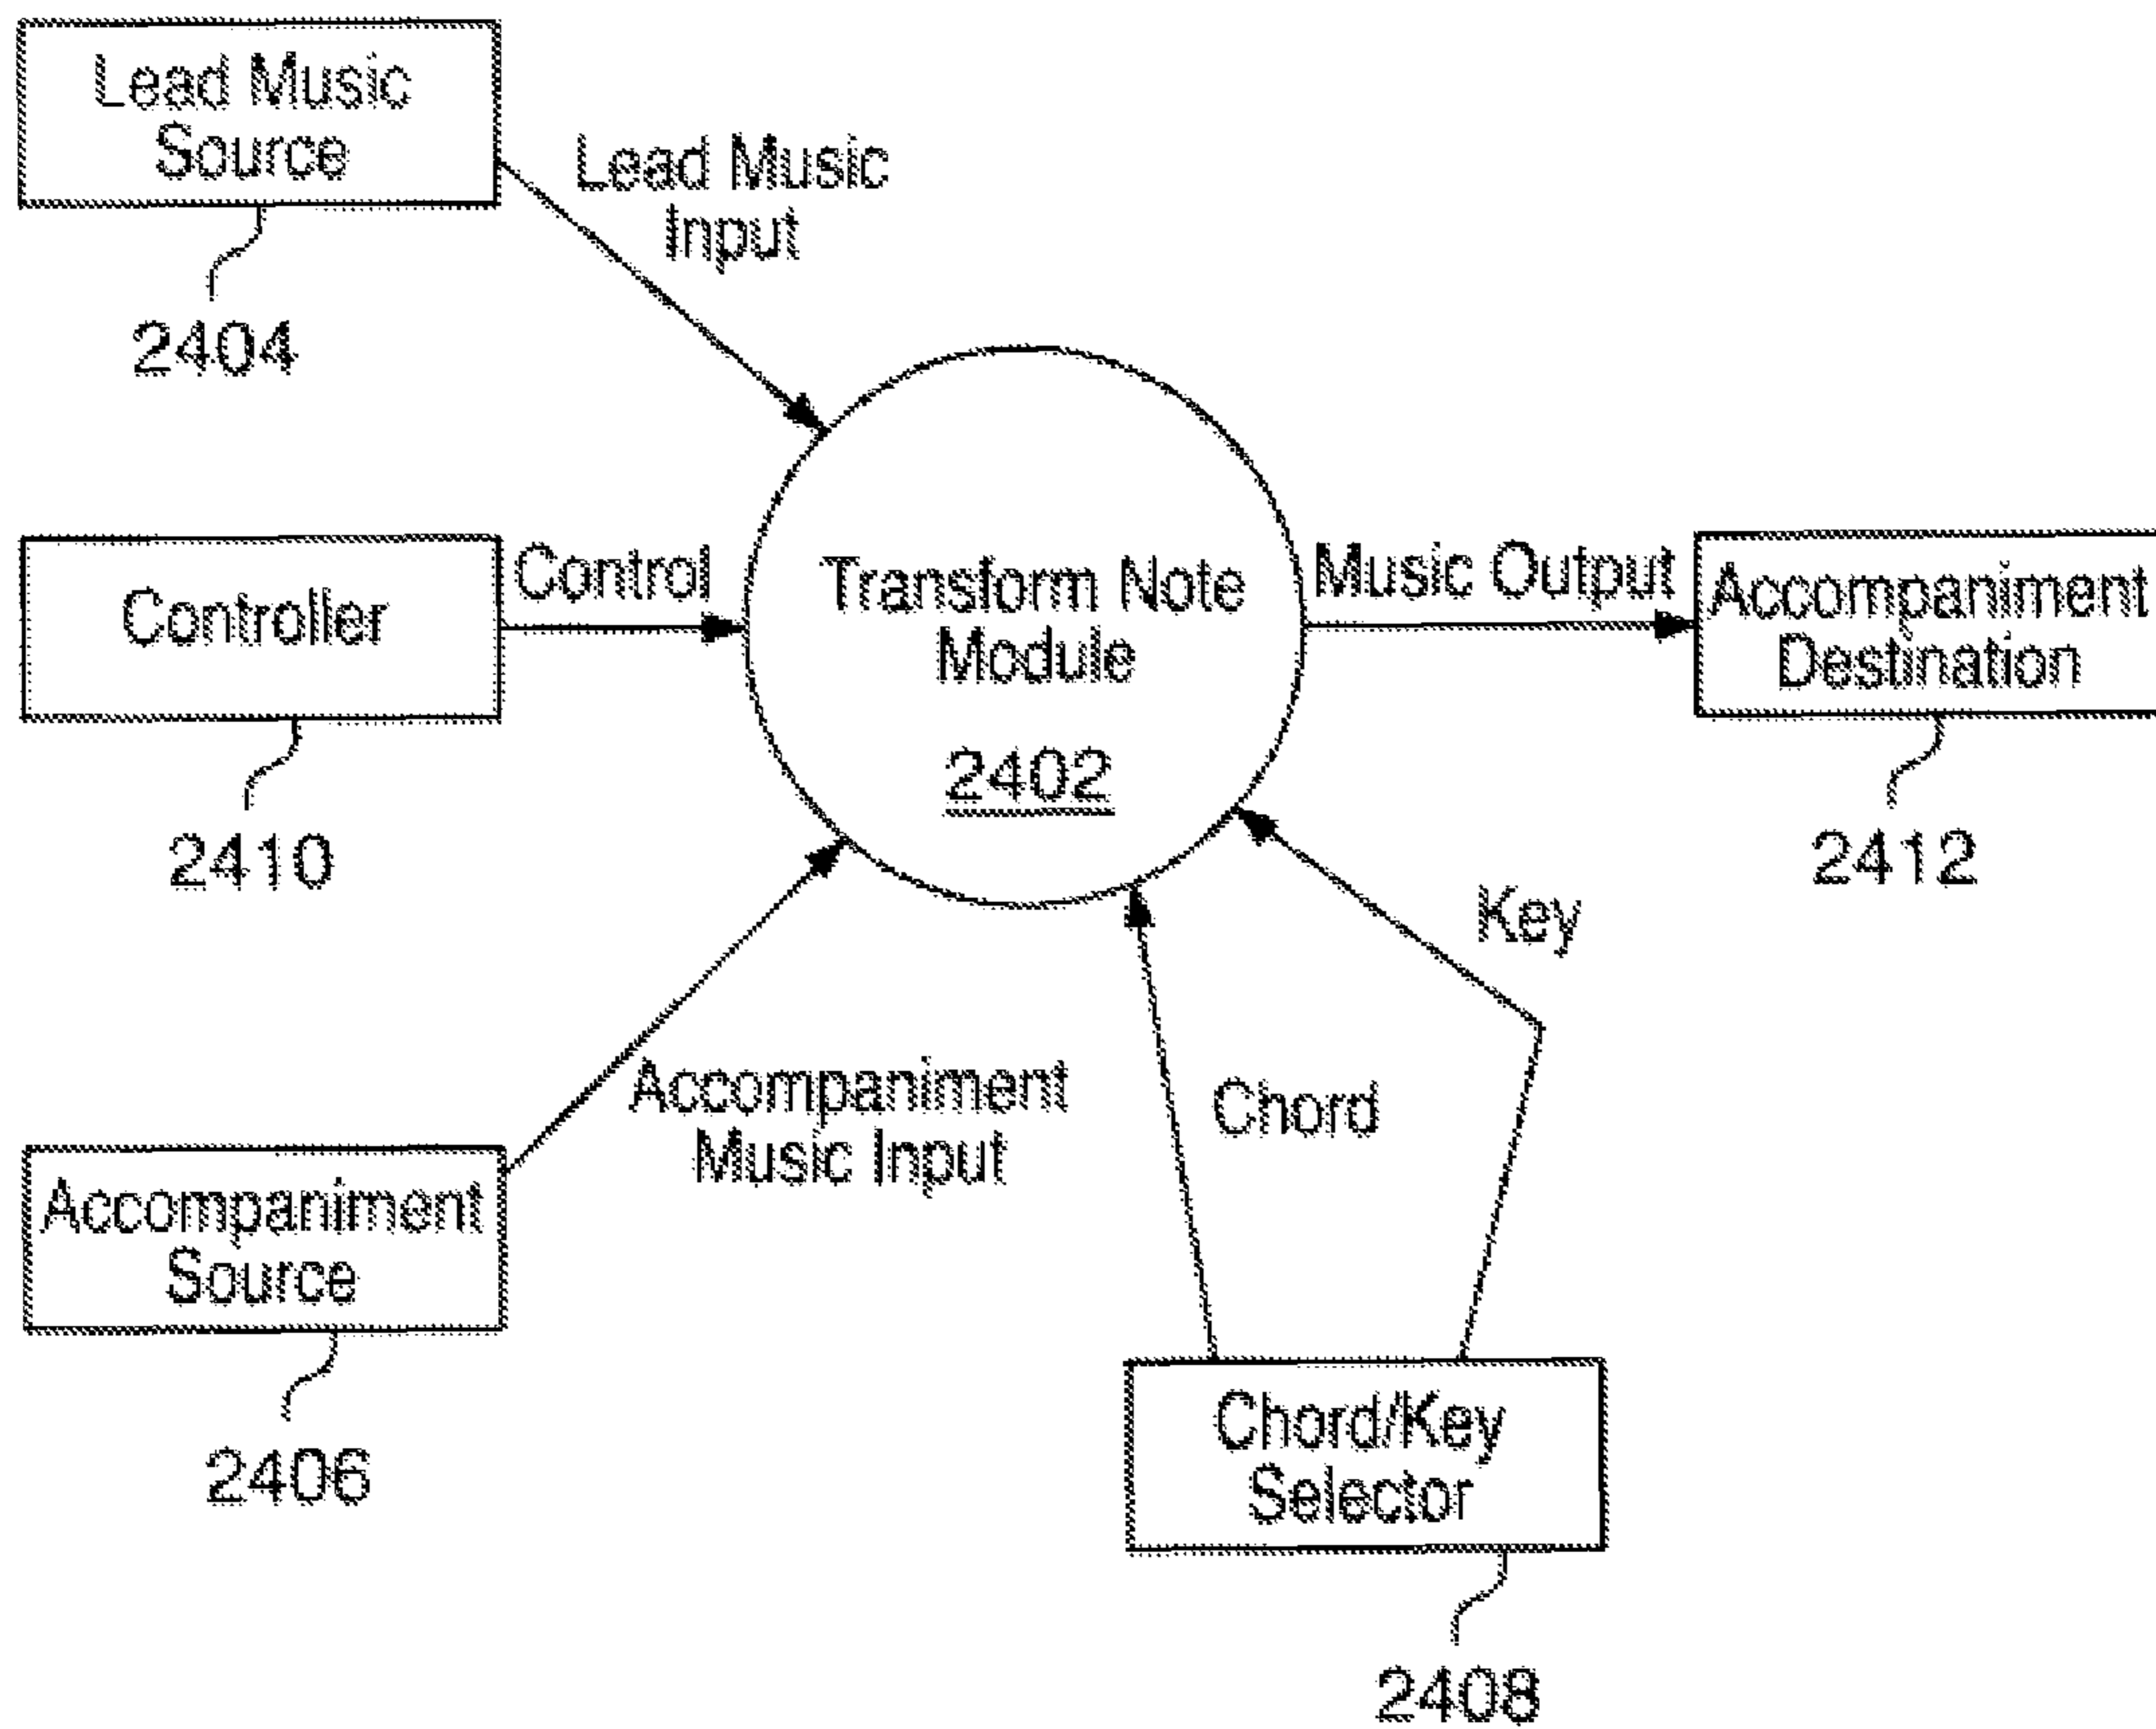 Lead Music
Source
2404
Lead Music
Input
Controller
2410
Control
Transform Note
Module
2402
Music Output
Accompaniment
Destination
2412
Accompaniment
Source
2406
Accompaniment
Music Input
Chord
Key
Chord/Key
Selector
2408